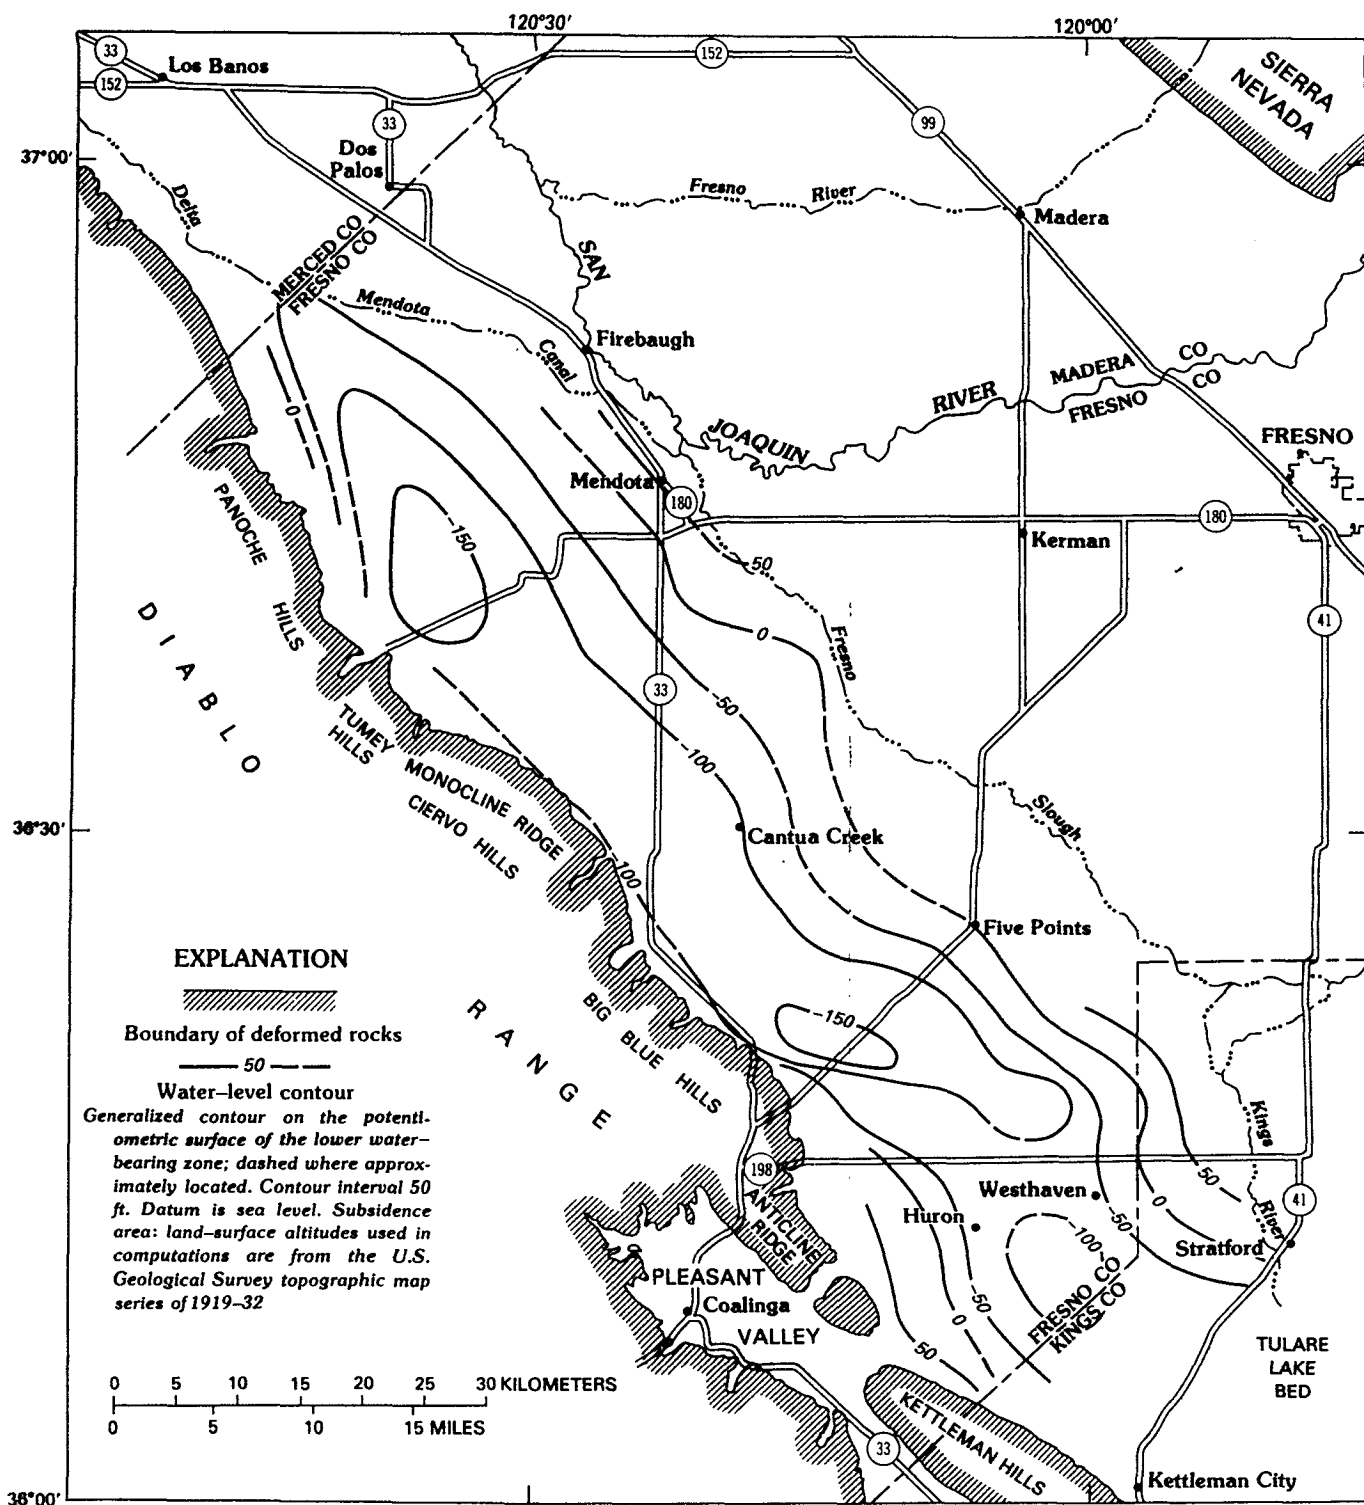 120°30'
120°00'
33
152
Los Banos
152
33
99
SIERRA
NEVADA
37°00'
Dos
Palos
Delta
Fresno
River
Madera
MERCED CO
FRESNO CO
SAN
Mendota
Canal
Firebaugh
0
MADERA CO
FRESNO CO
RIVER
JOAQUIN
FRESNO
Mendota
180
180
Kerman
PANOCHE
HILLS
-150
50
0
Fresno
41
DIABLO
33
-50
-100
TUMEY
HILLS
MONOCLINE RIDGE
CIERVO HILLS
Slough
36°30'
Cantua Creek
-100
Five Points
EXPLANATION
Boundary of deformed rocks
50
Water-level contour
Generalized contour on the potenti-
ometric surface of the lower water-
bearing zone; dashed where approx-
imately located. Contour interval 50
ft. Datum is sea level. Subsidence
area: land-surface altitudes used in
computations are from the U.S.
Geological Survey topographic map
series of 1919-32
RANGE
BIG BLUE HILLS
-150
Kings
River
198
50
0
-50
41
Westhaven
Huron
ANTICLINE
RIDGE
-100
Stratford
PLEASANT
VALLEY
Coalinga
-50
0
50
FRESNO CO
KINGS CO
TULARE
LAKE
BED
0 5 10 15 20 25 30 KILOMETERS
0 5 10 15 MILES
KETTLEMAN HILLS
33
Kettleman City
36°00'